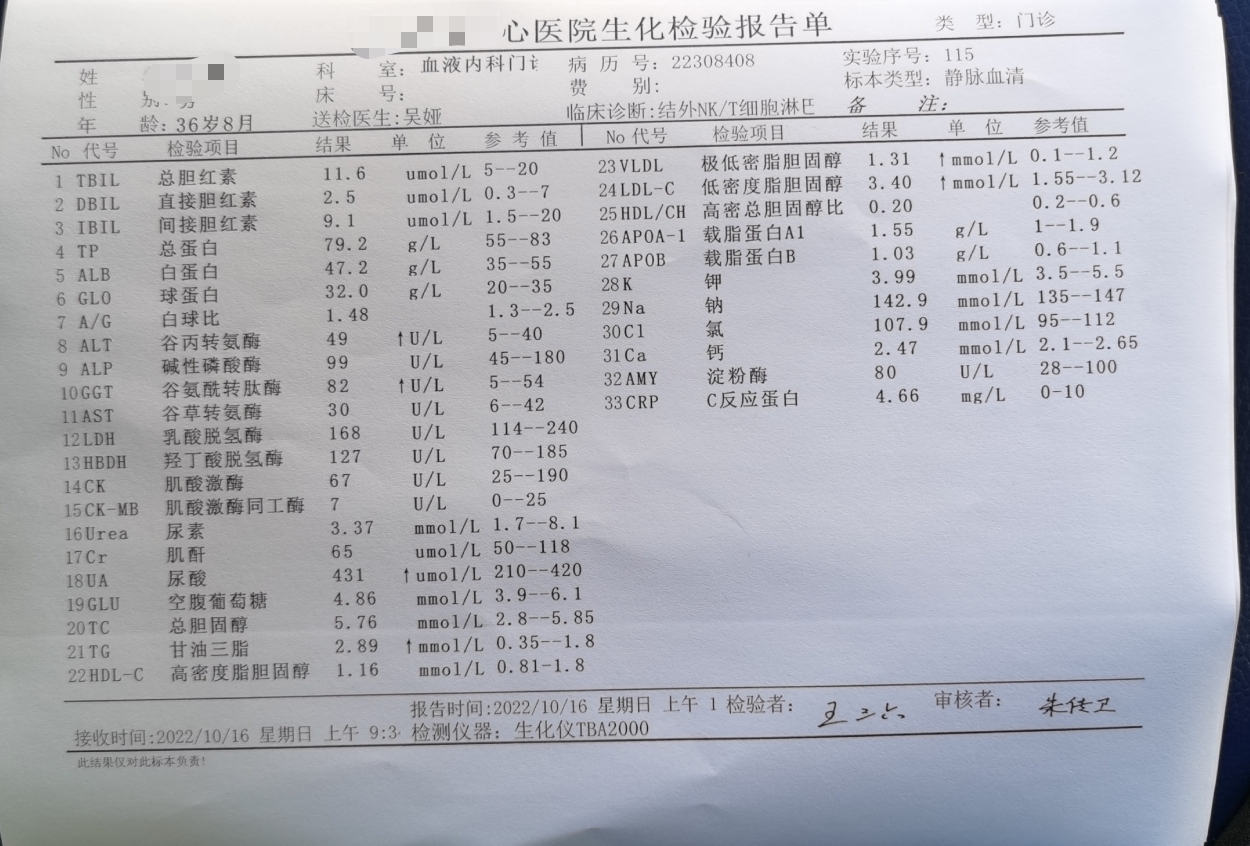 心医院生化检验报告单
类 型: 门诊
姓
科 室: 血液内科门诊
病 历 号: 22308408
实验序号: 115
性 别: 男
床 号:
费 别:
标本类型: 静脉血清
年 龄: 36岁8月
送检医生:吴娅
临床诊断:结外NK/T细胞淋巴
备 注:
No 代号 检验项目 结果 单 位 参 考 值
1 TBIL 总胆红素 11.6 umol/L 5--20
2 DBIL 直接胆红素 2.5 umol/L 0.3--7
3 IBIL 间接胆红素 9.1 umol/L 1.5--20
4 TP 总蛋白 79.2 g/L 55--83
5 ALB 白蛋白 47.2 g/L 35--55
6 GLO 球蛋白 32.0 g/L 20--35
7 A/G 白球比 1.48 1.3--2.5
8 ALT 谷丙转氨酶 49 ↑U/L 5--40
9 ALP 碱性磷酸酶 99 U/L 45--180
10 GGT 谷氨酰转肽酶 82 ↑U/L 5--54
11 AST 谷草转氨酶 30 U/L 6--42
12 LDH 乳酸脱氢酶 168 U/L 114--240
13 HBDH 羟丁酸脱氢酶 127 U/L 70--185
14 CK 肌酸激酶 67 U/L 25--190
15 CK-MB 肌酸激酶同工酶 7 U/L 0--25
16 Urea 尿素 3.37 mmol/L 1.7--8.1
17 Cr 肌酐 65 umol/L 50--118
18 UA 尿酸 431 ↑umol/L 210--420
19 GLU 空腹葡萄糖 4.86 mmol/L 3.9--6.1
20 TC 总胆固醇 5.76 mmol/L 2.8--5.85
21 TG 甘油三脂 2.89 ↑mmol/L 0.35--1.8
22 HDL-C 高密度脂胆固醇 1.16 mmol/L 0.81-1.8
No 代号 检验项目 结果 单 位 参考值
23 VLDL 极低密脂胆固醇 1.31 ↑mmol/L 0.1--1.2
24 LDL-C 低密度脂胆固醇 3.40 ↑mmol/L 1.55--3.12
25 HDL/CH 高密总胆固醇比 0.20 0.2--0.6
26 APOA-1 载脂蛋白A1 1.55 g/L 1--1.9
27 APOB 载脂蛋白B 1.03 g/L 0.6--1.1
28 K 钾 3.99 mmol/L 3.5--5.5
29 Na 钠 142.9 mmol/L 135--147
30 Cl 氯 107.9 mmol/L 95--112
31 Ca 钙 2.47 mmol/L 2.1--2.65
32 AMY 淀粉酶 80 U/L 28--100
33 CRP C反应蛋白 4.66 mg/L 0-10
报告时间:2022/10/16 星期日 上午 1 检验者: 王二六 审核者: 朱传卫
接收时间:2022/10/16 星期日 上午 9:3 检测仪器: 生化仪TBA2000
此结果仅对此标本负责!